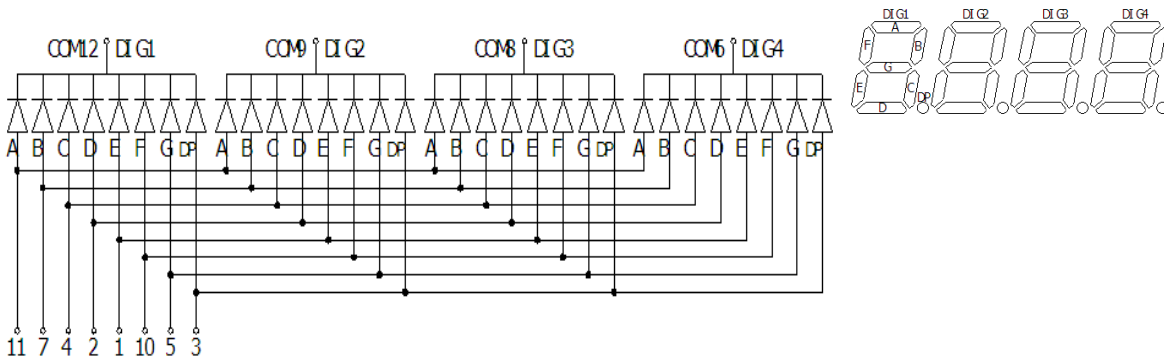 COM12 DIG1 COM9 DIG2 COM8 DIG3 COM6 DIG4
A B C D E F G DP A B C D E F G DP A B C D E F G DP A B C D E F G DP
11 7 4 2 1 10 5 3
DIG1 DIG2 DIG3 DIG4
A
F B
G
E C DP
D